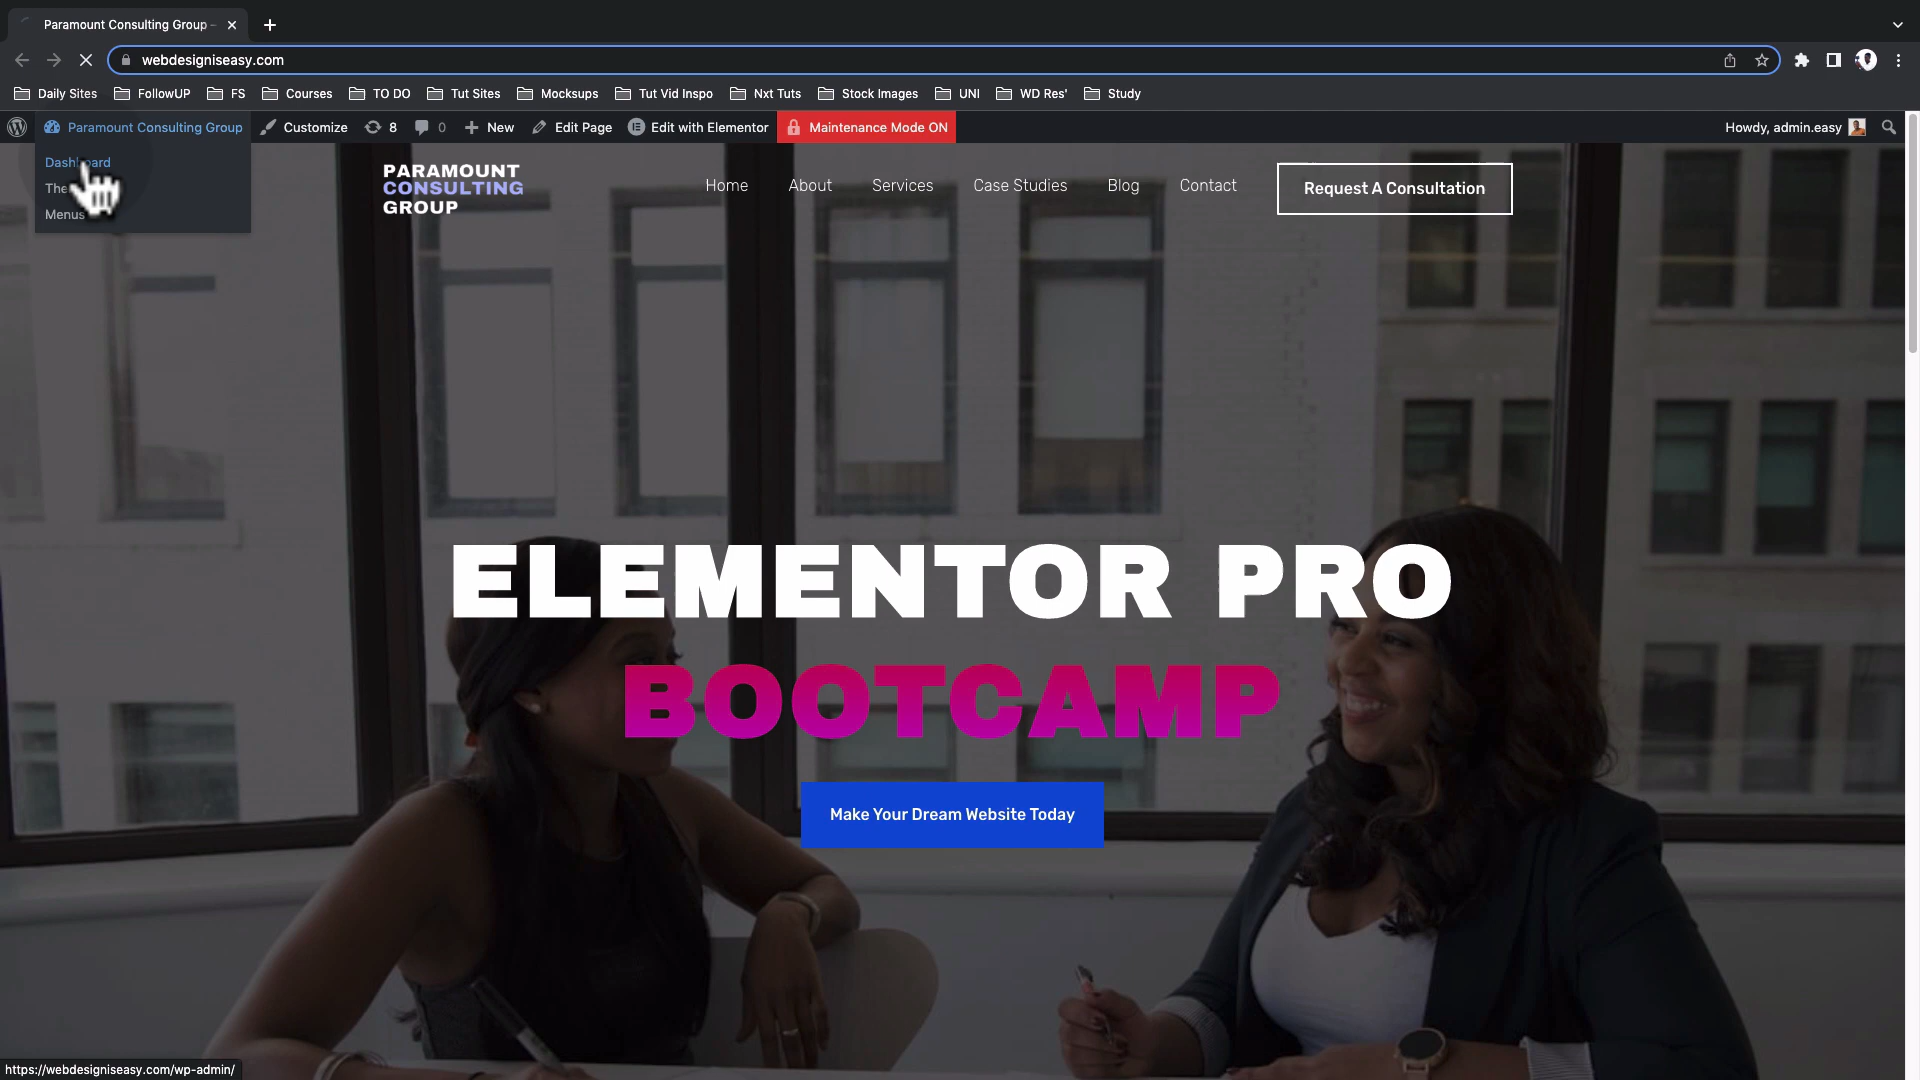 Paramount Consulting Group -
webdesigniseasy.com
Daily Sites FollowUP FS Courses TO DO Tut Sites Mocksups Tut Vid Inspo Nxt Tuts Stock Images UNI WD Res' Study
Paramount Consulting Group Customize 8 0 New Edit Page Edit with Elementor Maintenance Mode ON Howdy, admin.easy
Dashboard
Menus
PARAMOUNT
CONSULTING
GROUP
Home About Services Case Studies Blog Contact Request A Consultation
ELEMENTOR PRO
BOOTCAMP
Make Your Dream Website Today
https://webdesigniseasy.com/wp-admin/